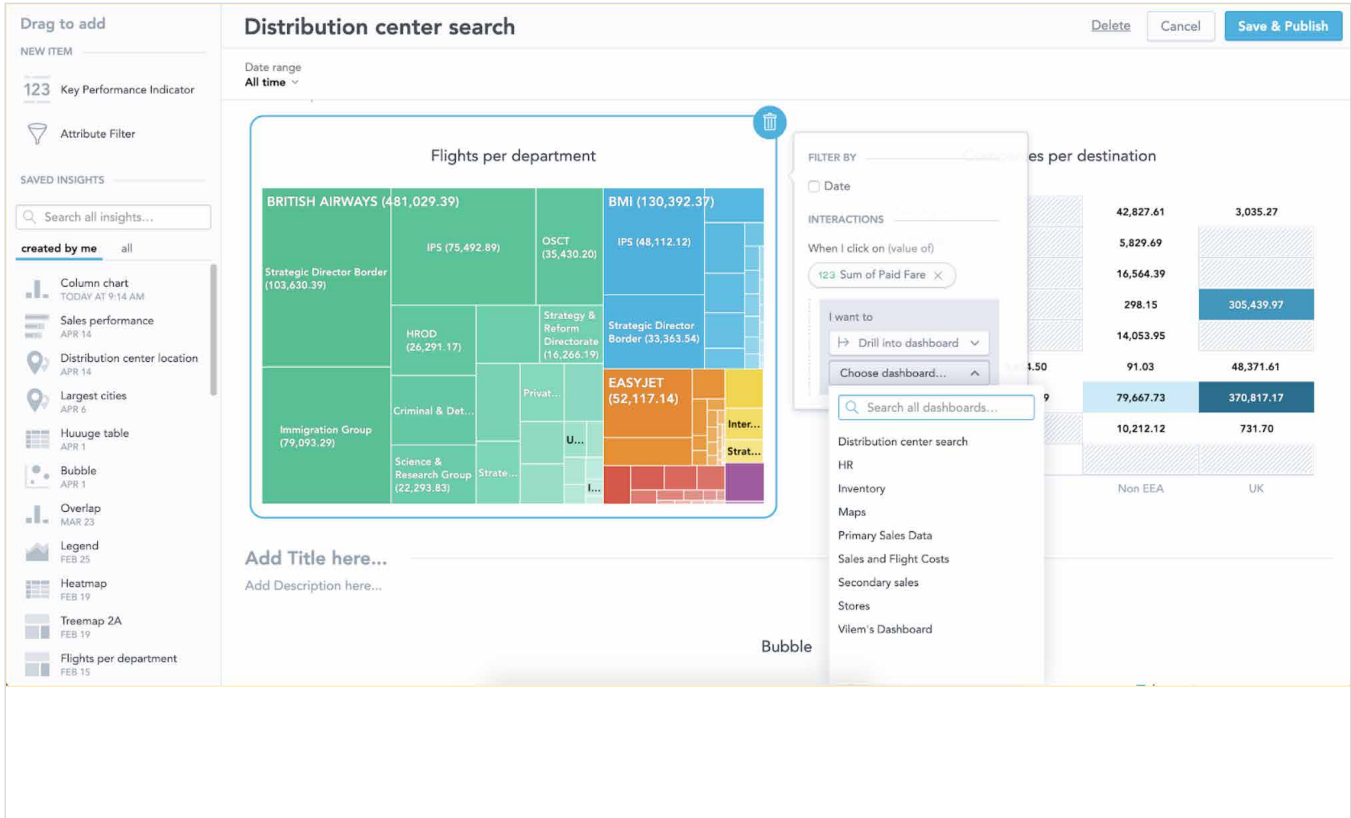 Drag to add
NEW ITEM
123 Key Performance Indicator
Attribute Filter
SAVED INSIGHTS
Search all insights...
created by me all
Column chart
TODAY AT 9:14 AM
Sales performance
APR 14
Distribution center location
APR 14
Largest cities
APR 6
Huuuge table
APR 1
Bubble
APR 1
Overlap
MAR 23
Legend
FEB 25
Heatmap
FEB 19
Treemap 2A
FEB 19
Flights per department
FEB 15
Distribution center search
Delete Cancel Save & Publish
Date range
All time
Flights per department
BRITISH AIRWAYS (481,029.39)
Strategic Director Border
(103,630.39)
IPS (75,492.89)
OSCT
(35,430.20)
HROD
(26,291.17)
Strategy &
Reform
Directorate
(16,266.19)
Immigration Group
(79,093.29)
Criminal & Det...
Privat...
Science &
Research Group
(22,293.83)
Strate...
U...
I...
BMI (130,392.37)
IPS (48,112.12)
Strategic Director
Border (33,363.54)
EASYJET
(52,117.14)
Inter...
Strat...
FILTER BY
Date
INTERACTIONS
When I click on (value of)
123 Sum of Paid Fare
I want to
Drill into dashboard
Choose dashboard...
Search all dashboards...
Distribution center search
HR
Inventory
Maps
Primary Sales Data
Sales and Flight Costs
Secondary sales
Stores
Vilem's Dashboard
es per destination
42,827.61 3,035.27
5,829.69
16,564.39
298.15 305,439.97
14,053.95
4.50 91.03 48,371.61
9 79,667.73 370,817.17
10,212.12 731.70
Non EEA UK
Add Title here...
Add Description here...
Bubble